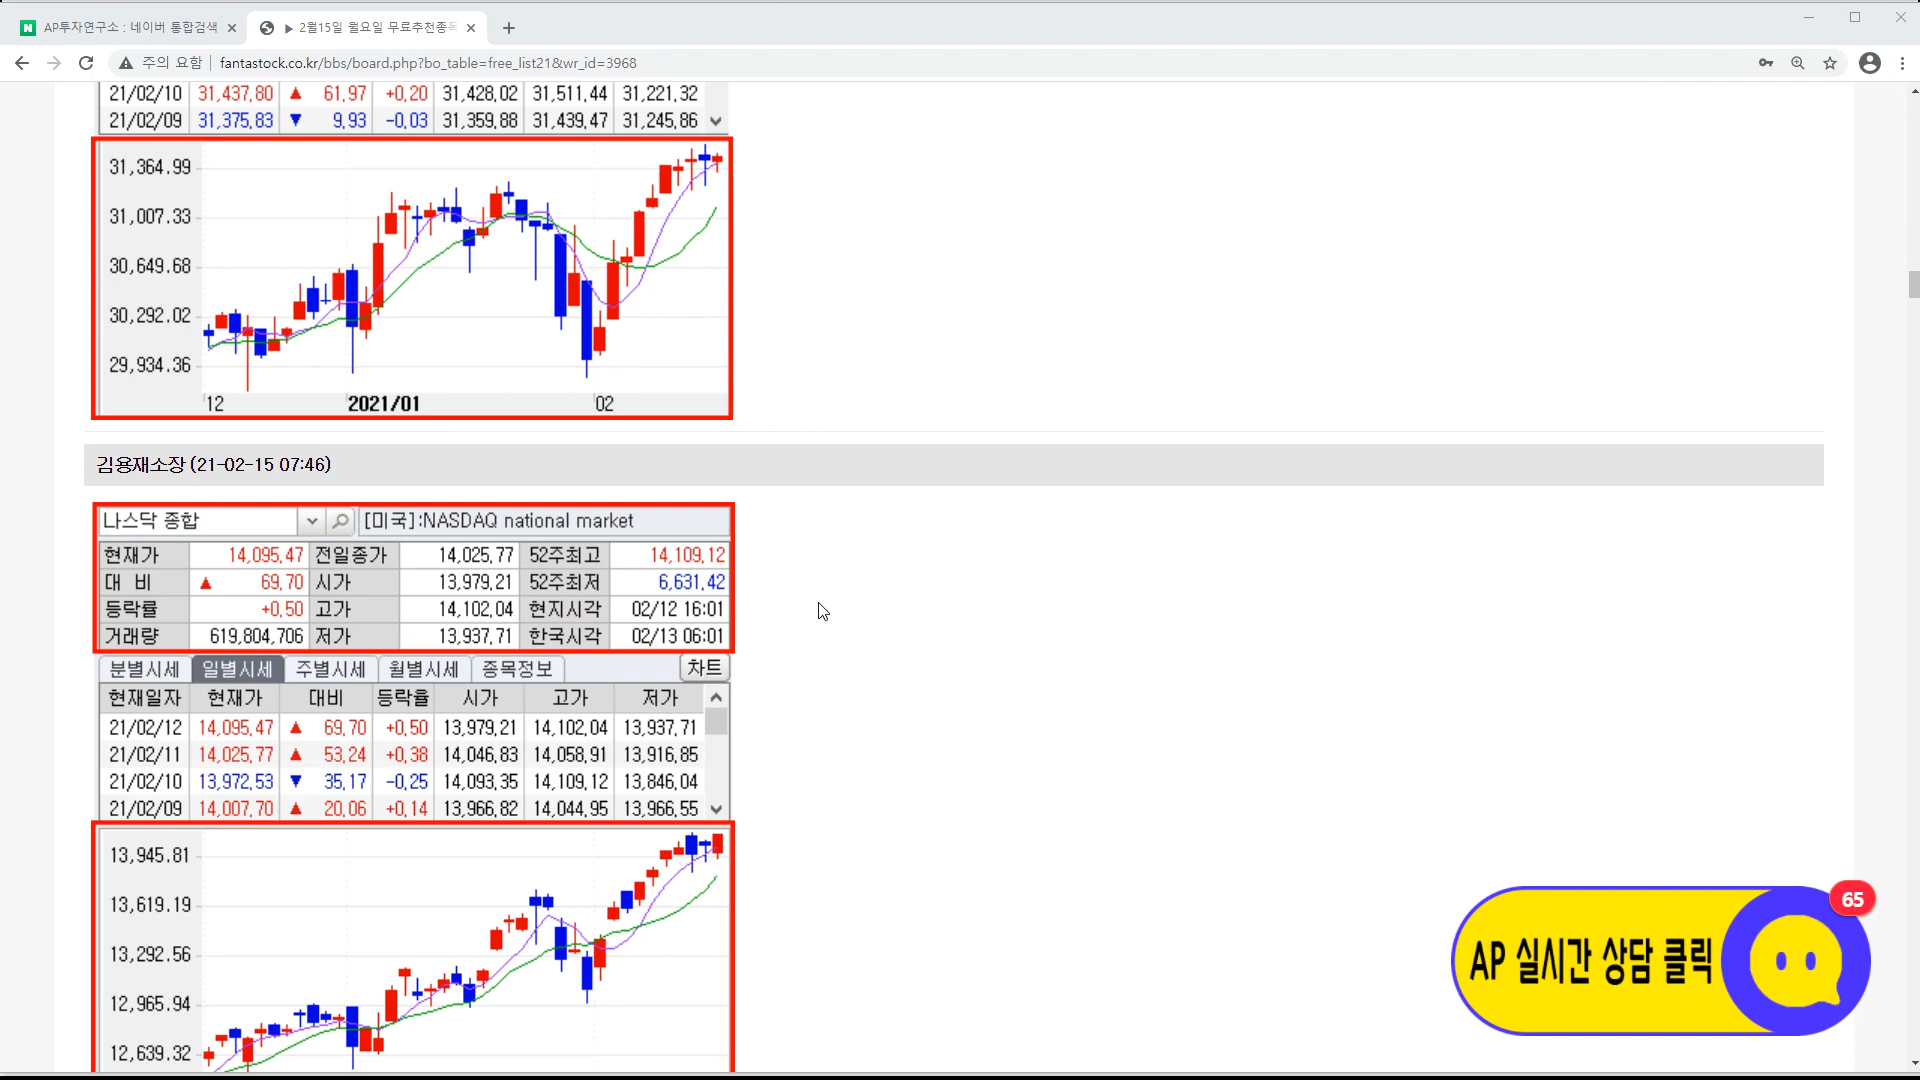 AP투자연구소 : 네이버 통합검색
▶ 2월15일 월요일 무료추천종목
주의 요함 | fantastock.co.kr/bbs/board.php?bo_table=free_list21&wr_id=3968
21/02/10 31,437.80 ▲ 61.97 +0.20 31,428.02 31,511.44 31,221.32
21/02/09 31,375.83 ▼ 9.93 -0.03 31,359.88 31,439.47 31,245.86
31,364.99
31,007.33
30,649.68
30,292.02
29,934.36
12 2021/01 02
김용재소장 (21-02-15 07:46)
나스닥 종합 [미국]:NASDAQ national market
현재가 14,095.47 전일종가 14,025.77 52주최고 14,109.12
대 비 ▲ 69.70 시가 13,979.21 52주최저 6,631.42
등락률 +0.50 고가 14,102.04 현지시각 02/12 16:01
거래량 619,804,706 저가 13,937.71 한국시각 02/13 06:01
분별시세 일별시세 주별시세 월별시세 종목정보 차트
현재일자 현재가 대비 등락률 시가 고가 저가
21/02/12 14,095.47 ▲ 69.70 +0.50 13,979.21 14,102.04 13,937.71
21/02/11 14,025.77 ▲ 53.24 +0.38 14,046.83 14,058.91 13,916.85
21/02/10 13,972.53 ▼ 35.17 -0.25 14,093.35 14,109.12 13,846.04
21/02/09 14,007.70 ▲ 20.06 +0.14 13,966.82 14,044.95 13,966.55
13,945.81
13,619.19
13,292.56
12,965.94
12,639.32
65
AP 실시간 상담 클릭